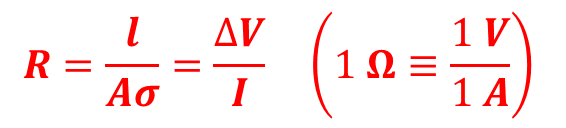 R = l/Aσ = ΔV/I (1 Ω ≡ 1 V/1 A)